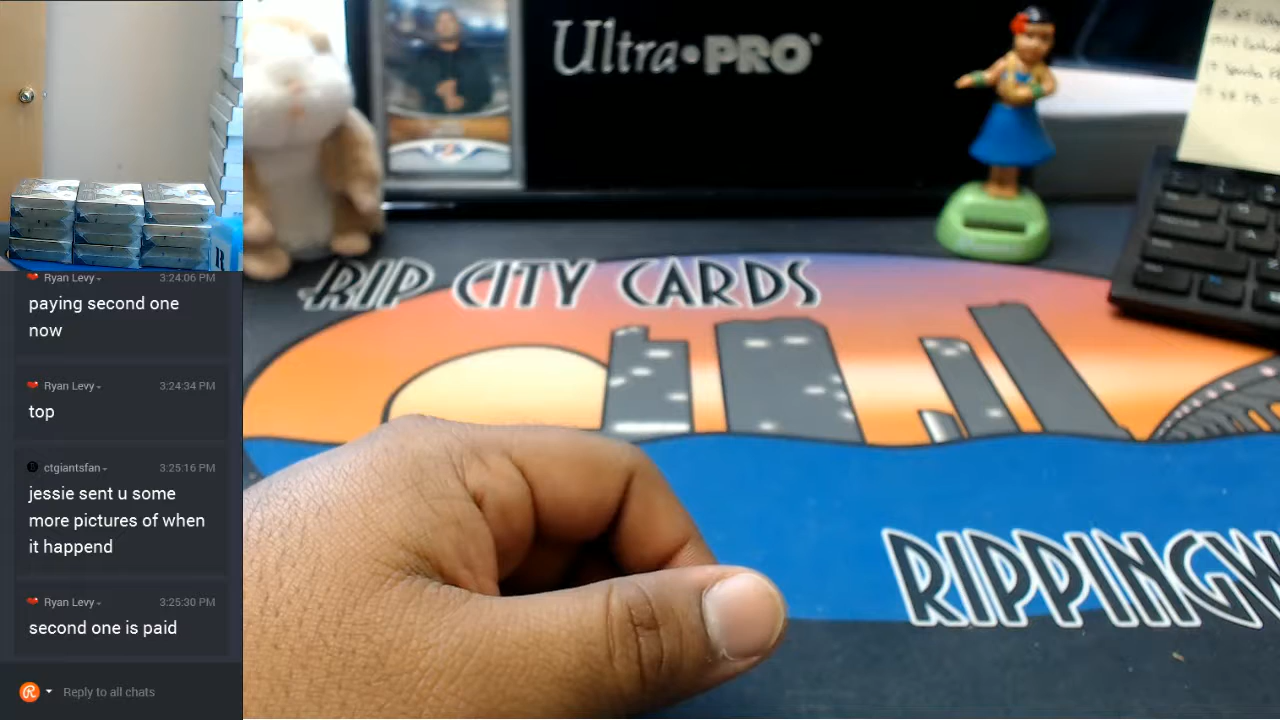 Ultra•PRO
RIP CITY CARDS
Ryan Levy 3:24:06 PM
paying second one
now
Ryan Levy 3:24:34 PM
top
ctgiantsfan 3:25:16 PM
jessie sent u some
more pictures of when
it happend
Ryan Levy 3:25:30 PM
second one is paid
Reply to all chats
RIPPINGW